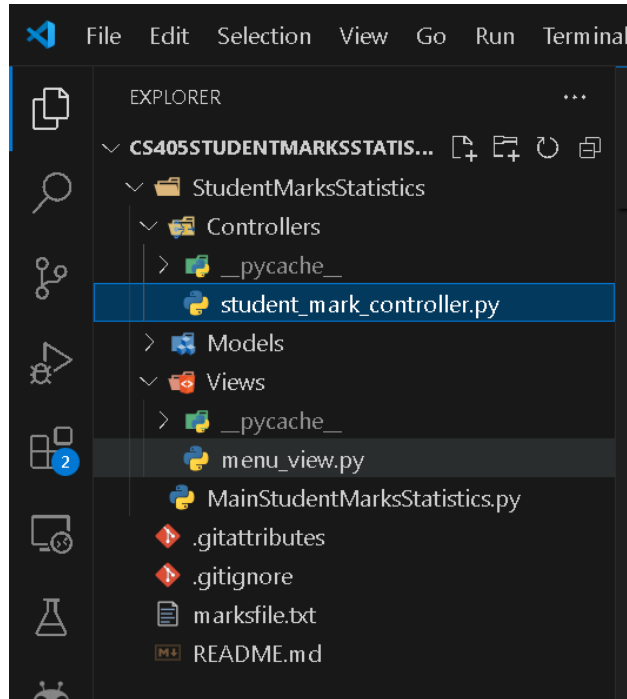 File Edit Selection View Go Run Terminal
EXPLORER
CS405STUDENTMARKSSTATIS...
StudentMarksStatistics
Controllers
__pycache__
student_mark_controller.py
Models
Views
__pycache__
menu_view.py
MainStudentMarksStatistics.py
.gitattributes
.gitignore
2
marksfile.txt
README.md